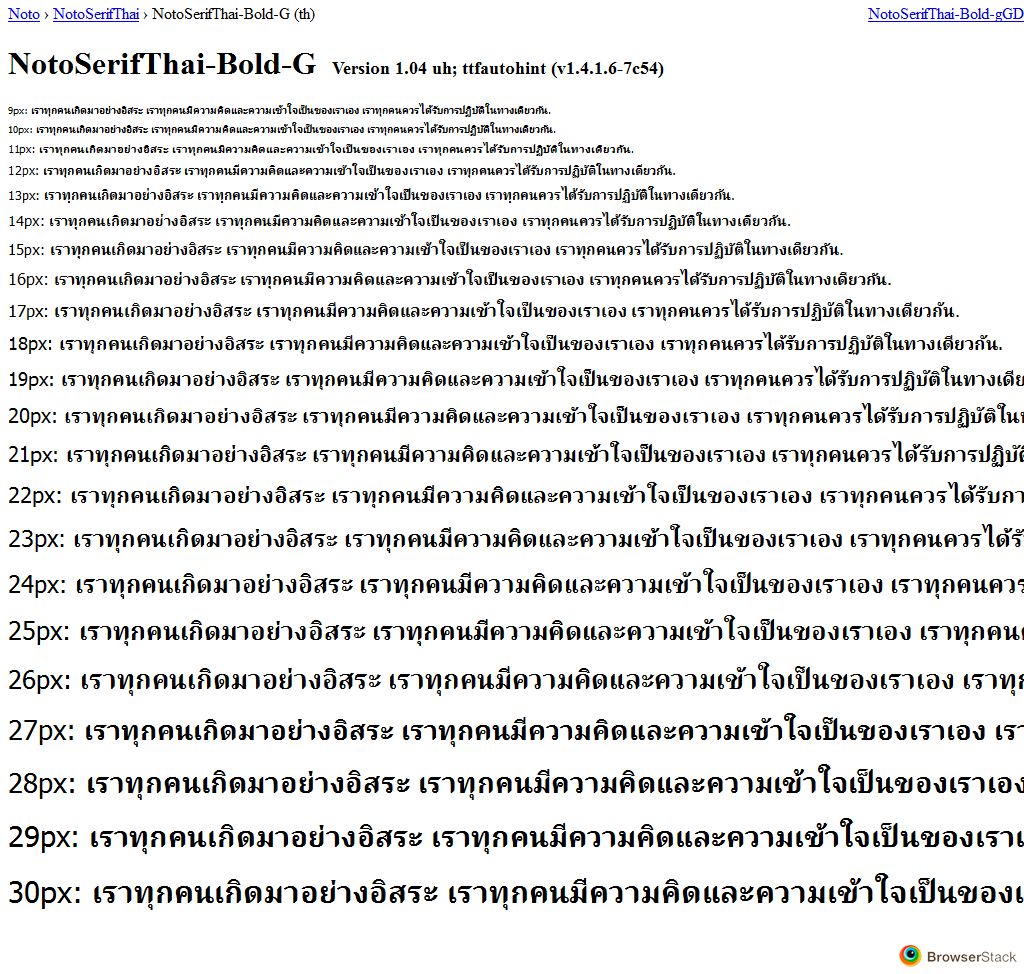 Noto › NotoSerifThai › NotoSerifThai-Bold-G (th) NotoSerifThai-Bold-gGD
NotoSerifThai-Bold-G Version 1.04 uh; ttfautohint (v1.4.1.6-7c54)
9px: เราทุกคนเกิดมาอย่างอิสระ เราทุกคนมีความคิดและความเข้าใจเป็นของเราเอง เราทุกคนควรได้รับการปฏิบัติในทางเดียวกัน.
10px: เราทุกคนเกิดมาอย่างอิสระ เราทุกคนมีความคิดและความเข้าใจเป็นของเราเอง เราทุกคนควรได้รับการปฏิบัติในทางเดียวกัน.
11px: เราทุกคนเกิดมาอย่างอิสระ เราทุกคนมีความคิดและความเข้าใจเป็นของเราเอง เราทุกคนควรได้รับการปฏิบัติในทางเดียวกัน.
12px: เราทุกคนเกิดมาอย่างอิสระ เราทุกคนมีความคิดและความเข้าใจเป็นของเราเอง เราทุกคนควรได้รับการปฏิบัติในทางเดียวกัน.
13px: เราทุกคนเกิดมาอย่างอิสระ เราทุกคนมีความคิดและความเข้าใจเป็นของเราเอง เราทุกคนควรได้รับการปฏิบัติในทางเดียวกัน.
14px: เราทุกคนเกิดมาอย่างอิสระ เราทุกคนมีความคิดและความเข้าใจเป็นของเราเอง เราทุกคนควรได้รับการปฏิบัติในทางเดียวกัน.
15px: เราทุกคนเกิดมาอย่างอิสระ เราทุกคนมีความคิดและความเข้าใจเป็นของเราเอง เราทุกคนควรได้รับการปฏิบัติในทางเดียวกัน.
16px: เราทุกคนเกิดมาอย่างอิสระ เราทุกคนมีความคิดและความเข้าใจเป็นของเราเอง เราทุกคนควรได้รับการปฏิบัติในทางเดียวกัน.
17px: เราทุกคนเกิดมาอย่างอิสระ เราทุกคนมีความคิดและความเข้าใจเป็นของเราเอง เราทุกคนควรได้รับการปฏิบัติในทางเดียวกัน.
18px: เราทุกคนเกิดมาอย่างอิสระ เราทุกคนมีความคิดและความเข้าใจเป็นของเราเอง เราทุกคนควรได้รับการปฏิบัติในทางเดียวกัน.
19px: เราทุกคนเกิดมาอย่างอิสระ เราทุกคนมีความคิดและความเข้าใจเป็นของเราเอง เราทุกคนควรได้รับการปฏิบัติในทางเดีย
20px: เราทุกคนเกิดมาอย่างอิสระ เราทุกคนมีความคิดและความเข้าใจเป็นของเราเอง เราทุกคนควรได้รับการปฏิบัติใน
21px: เราทุกคนเกิดมาอย่างอิสระ เราทุกคนมีความคิดและความเข้าใจเป็นของเราเอง เราทุกคนควรได้รับการปฏิบัติ
22px: เราทุกคนเกิดมาอย่างอิสระ เราทุกคนมีความคิดและความเข้าใจเป็นของเราเอง เราทุกคนควรได้รับกา
23px: เราทุกคนเกิดมาอย่างอิสระ เราทุกคนมีความคิดและความเข้าใจเป็นของเราเอง เราทุกคนควรได้รั
24px: เราทุกคนเกิดมาอย่างอิสระ เราทุกคนมีความคิดและความเข้าใจเป็นของเราเอง เราทุกคนควร
25px: เราทุกคนเกิดมาอย่างอิสระ เราทุกคนมีความคิดและความเข้าใจเป็นของเราเอง เราทุกคน
26px: เราทุกคนเกิดมาอย่างอิสระ เราทุกคนมีความคิดและความเข้าใจเป็นของเราเอง เราทุก
27px: เราทุกคนเกิดมาอย่างอิสระ เราทุกคนมีความคิดและความเข้าใจเป็นของเราเอง เรา
28px: เราทุกคนเกิดมาอย่างอิสระ เราทุกคนมีความคิดและความเข้าใจเป็นของเราเอง
29px: เราทุกคนเกิดมาอย่างอิสระ เราทุกคนมีความคิดและความเข้าใจเป็นของเราเ
30px: เราทุกคนเกิดมาอย่างอิสระ เราทุกคนมีความคิดและความเข้าใจเป็นของเ
BrowserStack